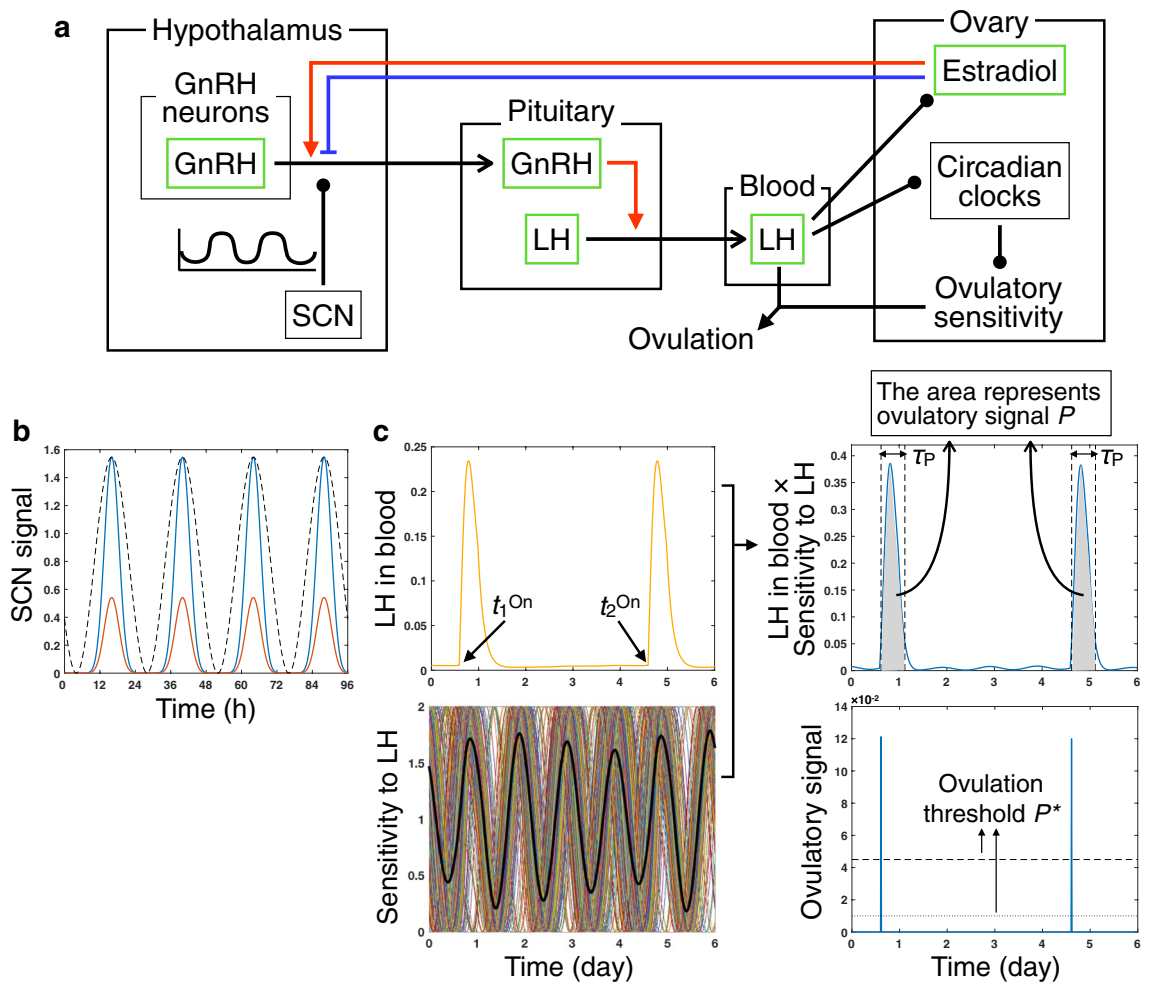 a
Hypothalamus
Ovary
GnRH
neurons
GnRH
SCN
Pituitary
GnRH
LH
Blood
LH
Estradiol
Circadian
clocks
Ovulatory
sensitivity
Ovulation
b
SCN signal
1.6
1.4
1.2
1
0.8
0.6
0.4
0.2
0
0 12 24 36 48 60 72 84 96
Time (h)
c
LH in blood
0.25
0.2
0.15
0.1
0.05
0
t1On
t2On
0 1 2 3 4 5 6
Sensitivity to LH
2
1.5
1
0.5
0
0 1 2 3 4 5 6
Time (day)
The area represents
ovulatory signal P
LH in blood ×
Sensitivity to LH
0.4
0.35
0.3
0.25
0.2
0.15
0.1
0.05
0
τP
τP
0 1 2 3 4 5 6
Ovulatory signal
×10-2
14
12
10
8
6
4
2
0
Ovulation
threshold P*
0 1 2 3 4 5 6
Time (day)